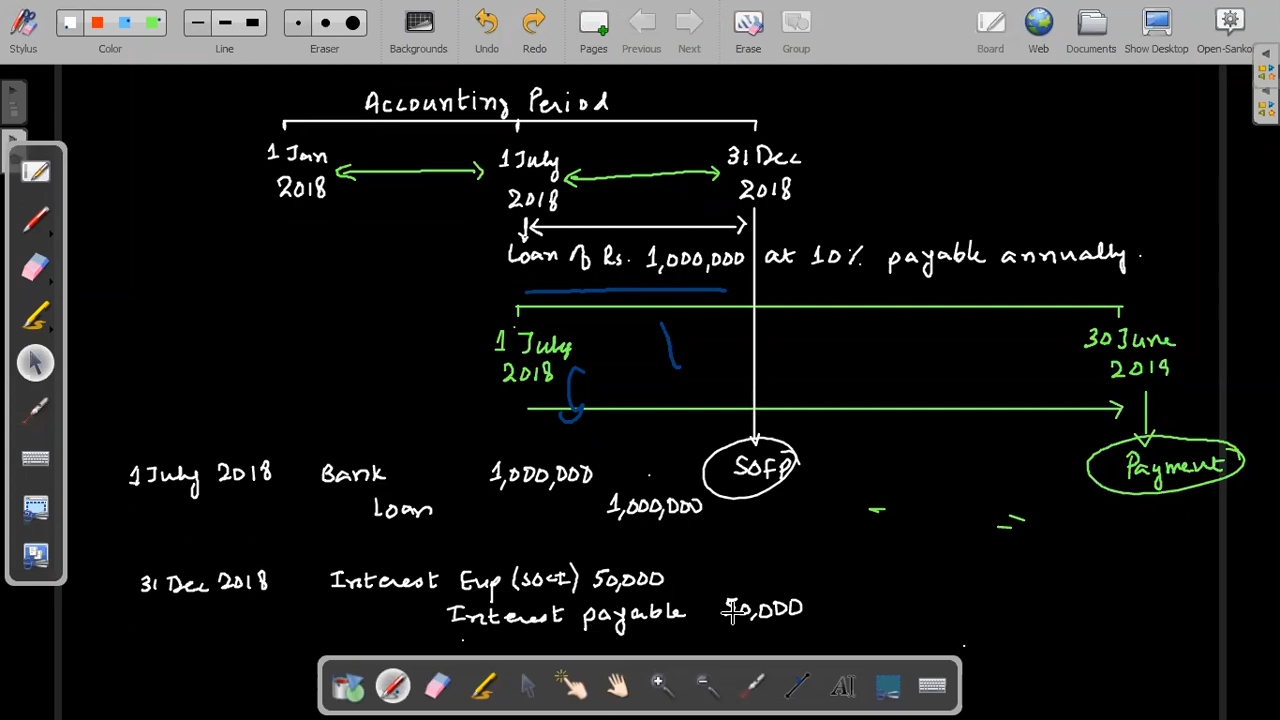 Stylus Color Line Eraser Backgrounds Undo Redo Pages Previous Next Erase Group Board Web Documents Show Desktop Open-Sanko
Accounting Period
1 Jan 2018
1 July 2018
31 Dec 2018
Loan of Rs. 1,000,000 at 10% payable annually.
1 July 2018
30 June 2019
SOFP
Payment
1 July 2018 Bank 1,000,000
Loan 1,000,000
31 Dec 2018 Interest Exp (SOCI) 50,000
Interest payable 50,000
AI